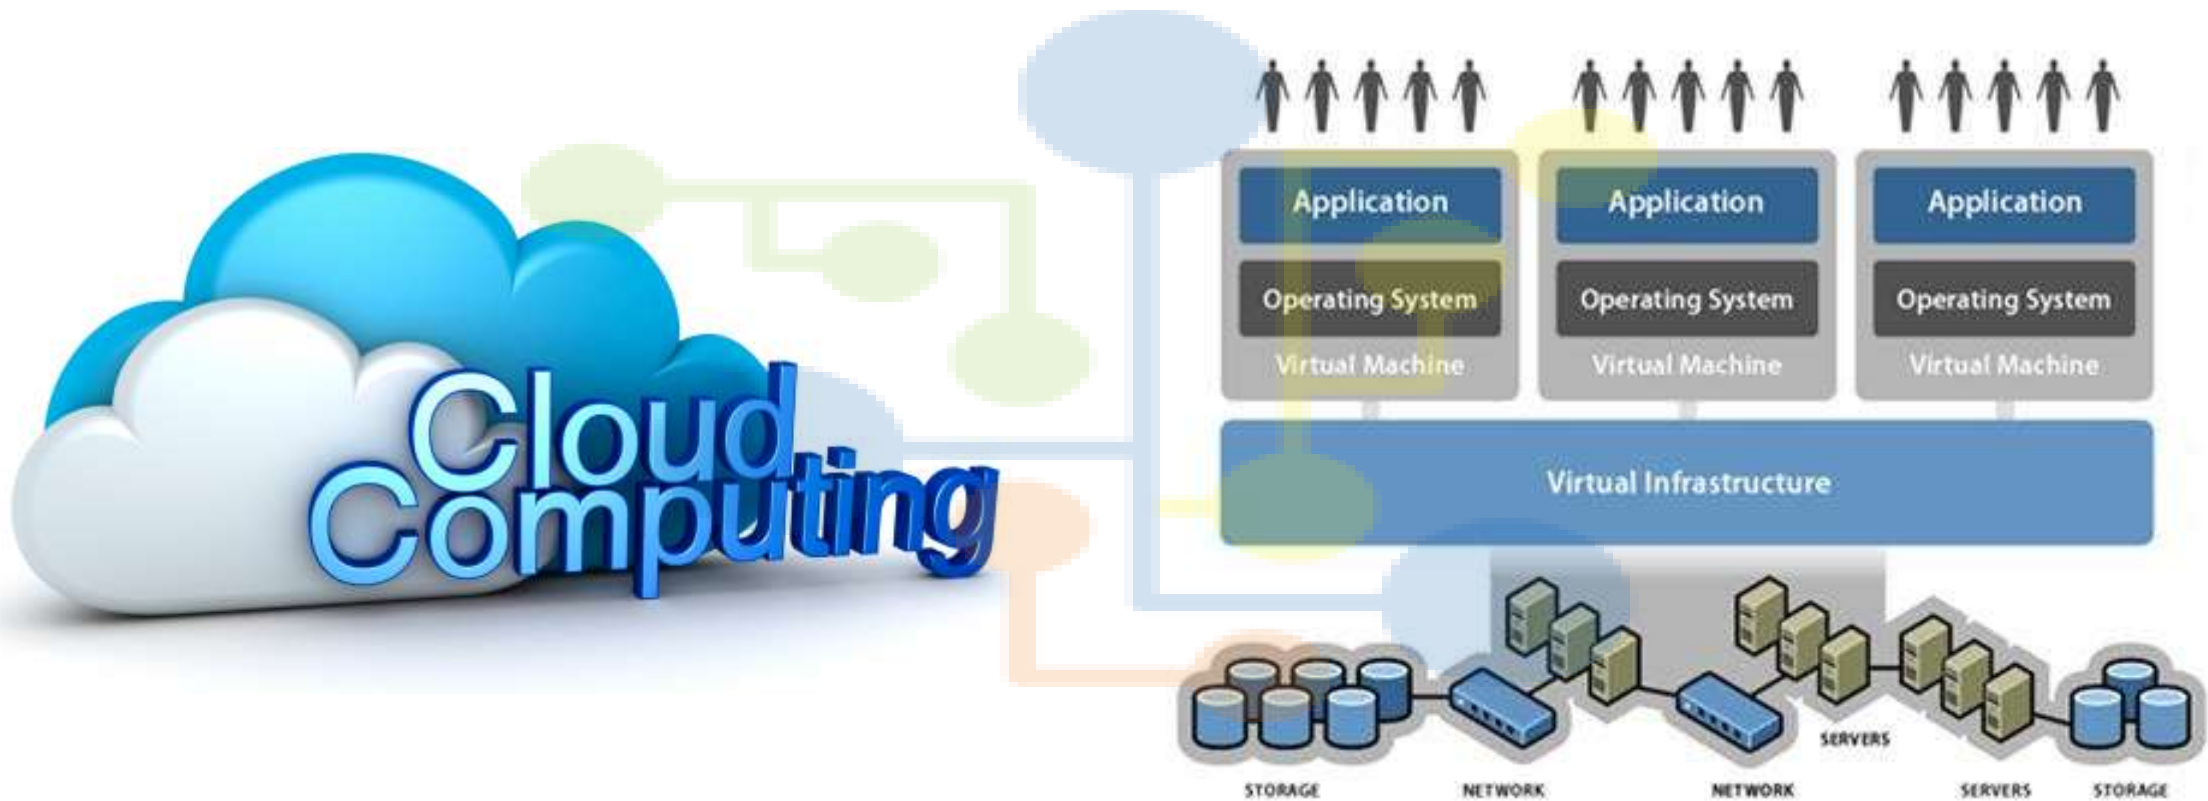 Cloud
Computing
Application
Application
Application
Operating System
Operating System
Operating System
Virtual Machine
Virtual Machine
Virtual Machine
Virtual Infrastructure
SERVERS
STORAGE
NETWORK
NETWORK
SERVERS
STORAGE